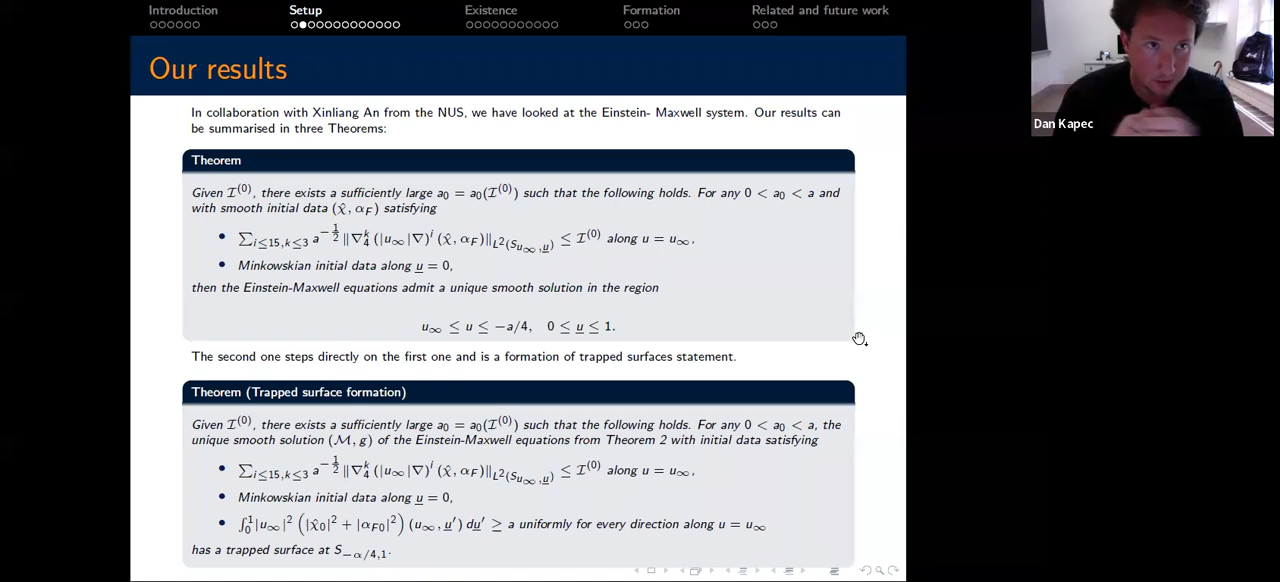 Introduction Setup Existence Formation Related and future work
Our results
In collaboration with Xinliang An from the NUS, we have looked at the Einstein- Maxwell system. Our results can
be summarised in three Theorems:
Theorem
Given I^(0), there exists a sufficiently large a₀ = a₀(I^(0)) such that the following holds. For any 0 < a₀ < a and
with smooth initial data (χ̂, α_F) satisfying
• ∑_{i≤15,k≤3} a^{-1/2} ‖∇₄^k (|u_∞|∇)^i (χ̂, α_F)‖_{L²(S_{u_∞,u̲})} ≤ I^(0) along u = u_∞,
• Minkowskian initial data along u̲ = 0,
then the Einstein-Maxwell equations admit a unique smooth solution in the region
u_∞ ≤ u ≤ −a/4, 0 ≤ u̲ ≤ 1.
The second one steps directly on the first one and is a formation of trapped surfaces statement.
Theorem (Trapped surface formation)
Given I^(0), there exists a sufficiently large a₀ = a₀(I^(0)) such that the following holds. For any 0 < a₀ < a, the
unique smooth solution (M, g) of the Einstein-Maxwell equations from Theorem 2 with initial data satisfying
• ∑_{i≤15,k≤3} a^{-1/2} ‖∇₄^k (|u_∞|∇)^i (χ̂, α_F)‖_{L²(S_{u_∞,u̲})} ≤ I^(0) along u = u_∞,
• Minkowskian initial data along u̲ = 0,
• ∫₀¹ |u_∞|² (|χ̂₀|² + |α_{F0}|²) (u_∞, u̲′) du̲′ ≥ a uniformly for every direction along u = u_∞
has a trapped surface at S_{−α/4,1}.
Dan Kapec